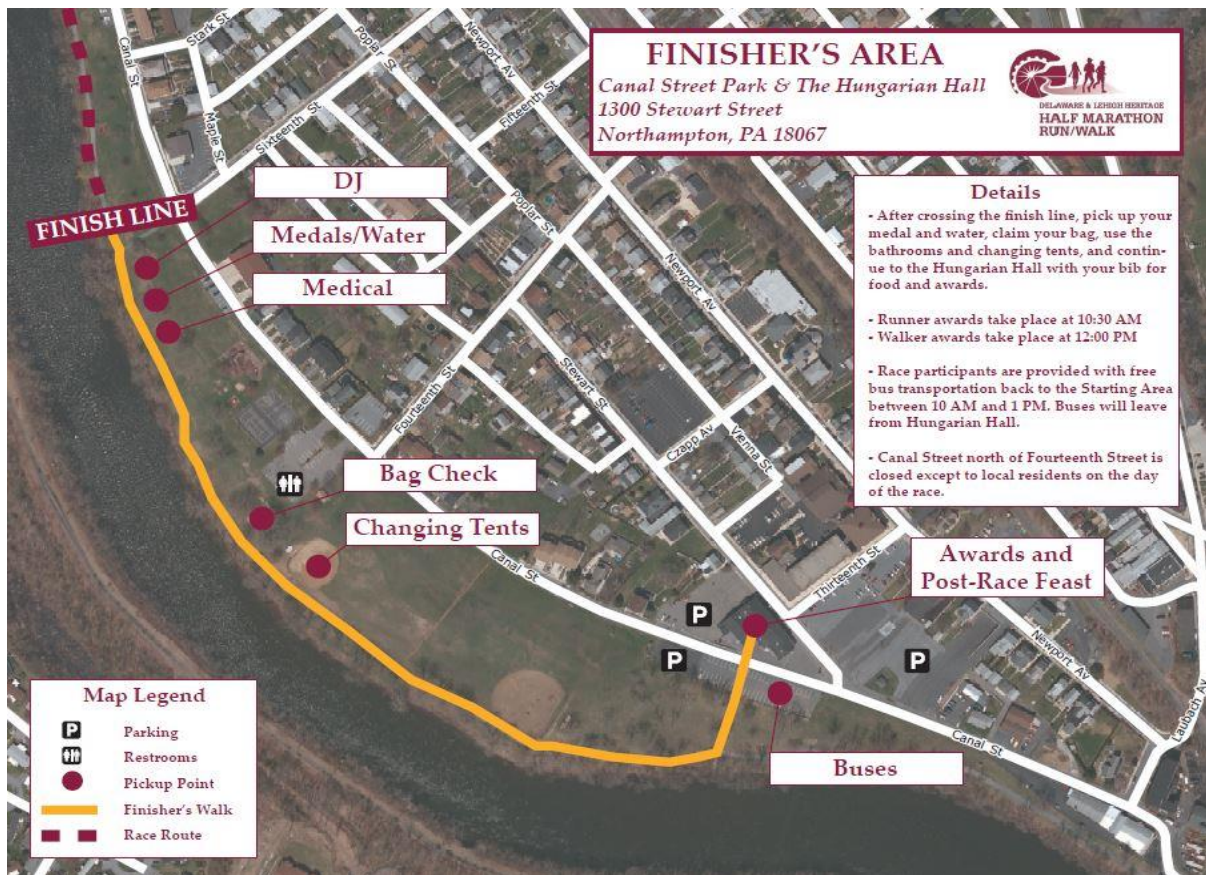 FINISHER'S AREA
Canal Street Park & The Hungarian Hall
1300 Stewart Street
Northampton, PA 18067
DELAWARE & LEHIGH HERITAGE
HALF MARATHON
RUN/WALK
Details
- After crossing the finish line, pick up your
medal and water, claim your bag, use the
bathrooms and changing tents, and contin-
ue to the Hungarian Hall with your bib for
food and awards.
- Runner awards take place at 10:30 AM
- Walker awards take place at 12:00 PM
- Race participants are provided with free
bus transportation back to the Starting Area
between 10 AM and 1 PM. Buses will leave
from Hungarian Hall.
- Canal Street north of Fourteenth Street is
closed except to local residents on the day
of the race.
Canal St
Stark St
Maple St
Sixteenth St
Poplar St
Newport Av
Fifteenth St
FINISH LINE
DJ
Medals/Water
Medical
Poplar St
Newport Av
Fourteenth St
Stewart St
Czapp Av
Vienna St
Bag Check
Changing Tents
Canal St
Thirteenth St
Awards and
Post-Race Feast
P
P
P
Newport Av
Laubach Av
Canal St
Buses
Map Legend
P Parking
Restrooms
Pickup Point
Finisher's Walk
Race Route